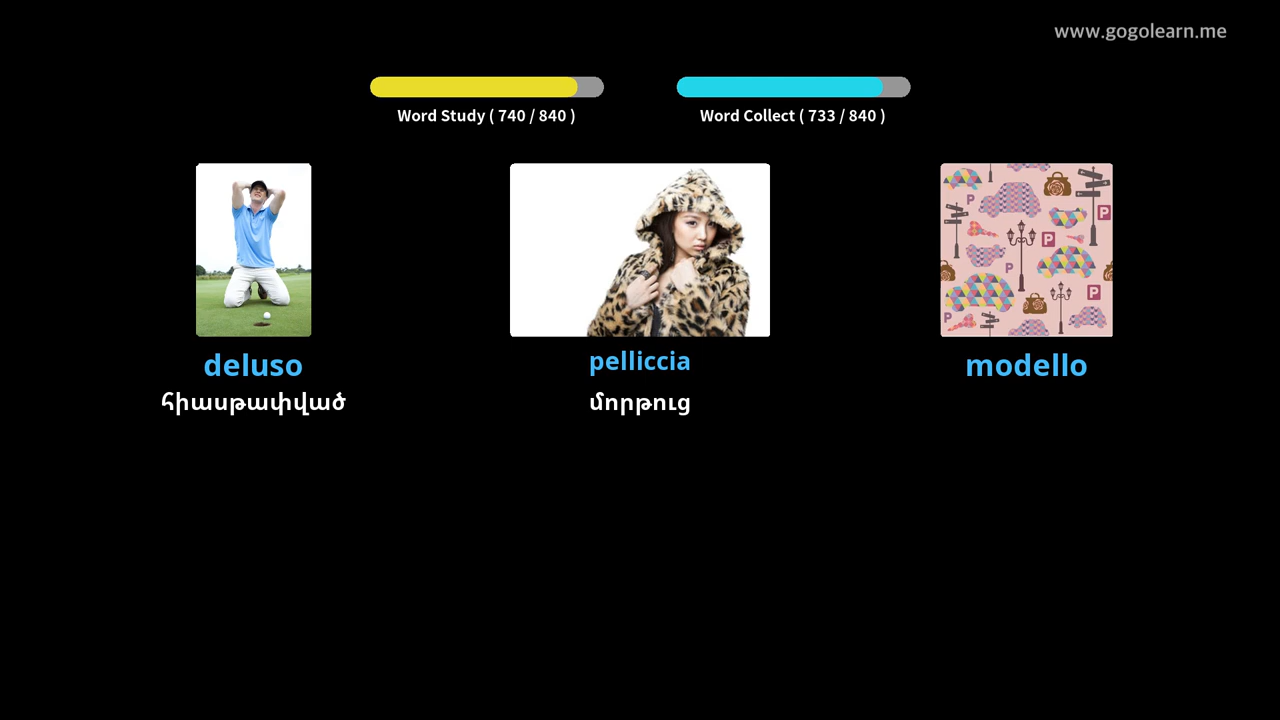 www.gogolearn.me
Word Study ( 740 / 840 )
Word Collect ( 733 / 840 )
deluso
pelliccia
modello
հիասթափված
մորթուց
P
P
P
P
P
P